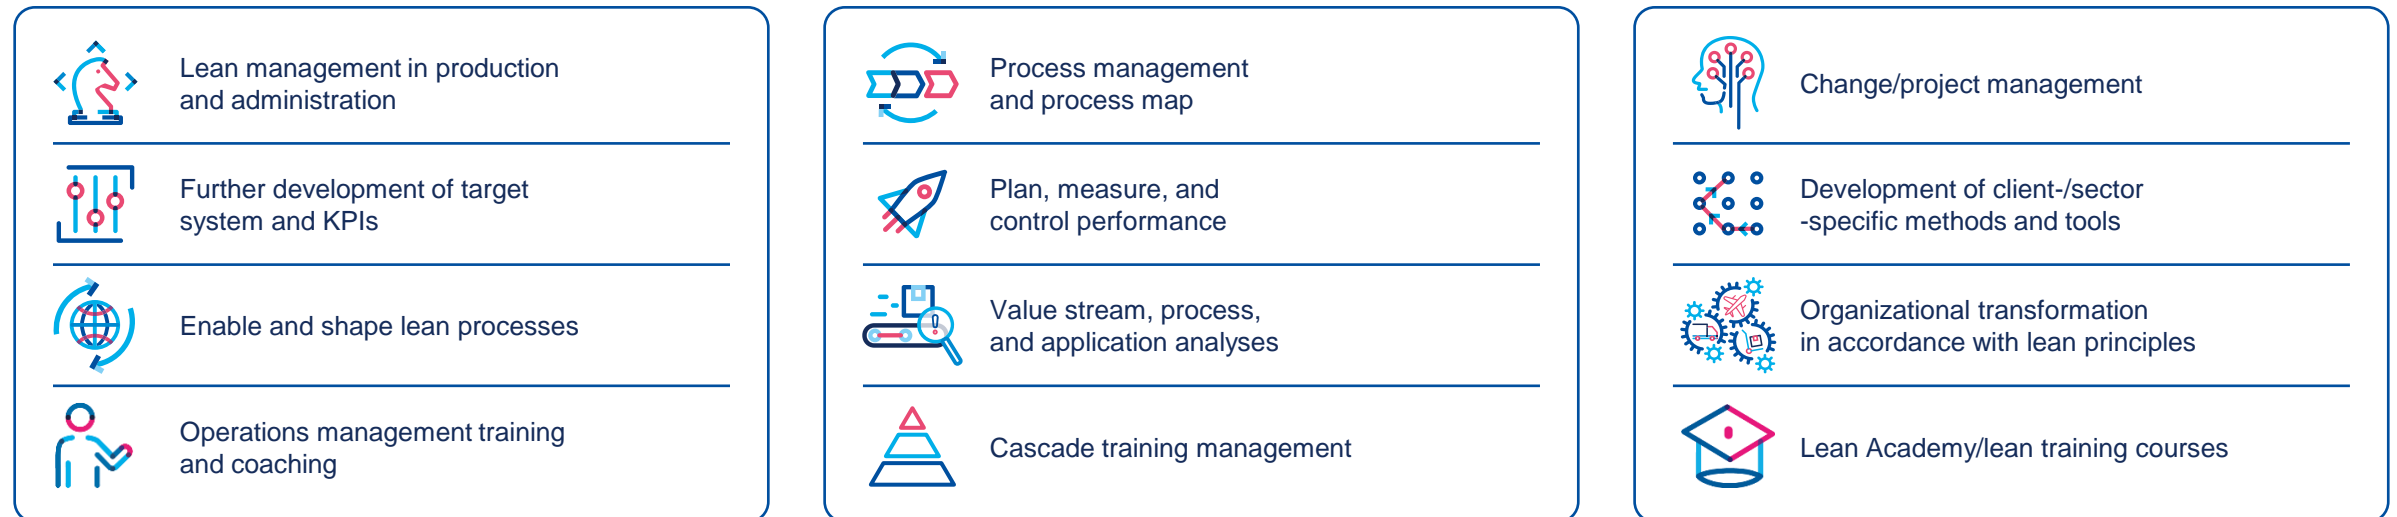 Lean management in production
and administration
Further development of target
system and KPIs
Enable and shape lean processes
Operations management training
and coaching
Process management
and process map
Plan, measure, and
control performance
Value stream, process,
and application analyses
Cascade training management
Change/project management
Development of client-/sector
-specific methods and tools
Organizational transformation
in accordance with lean principles
Lean Academy/lean training courses